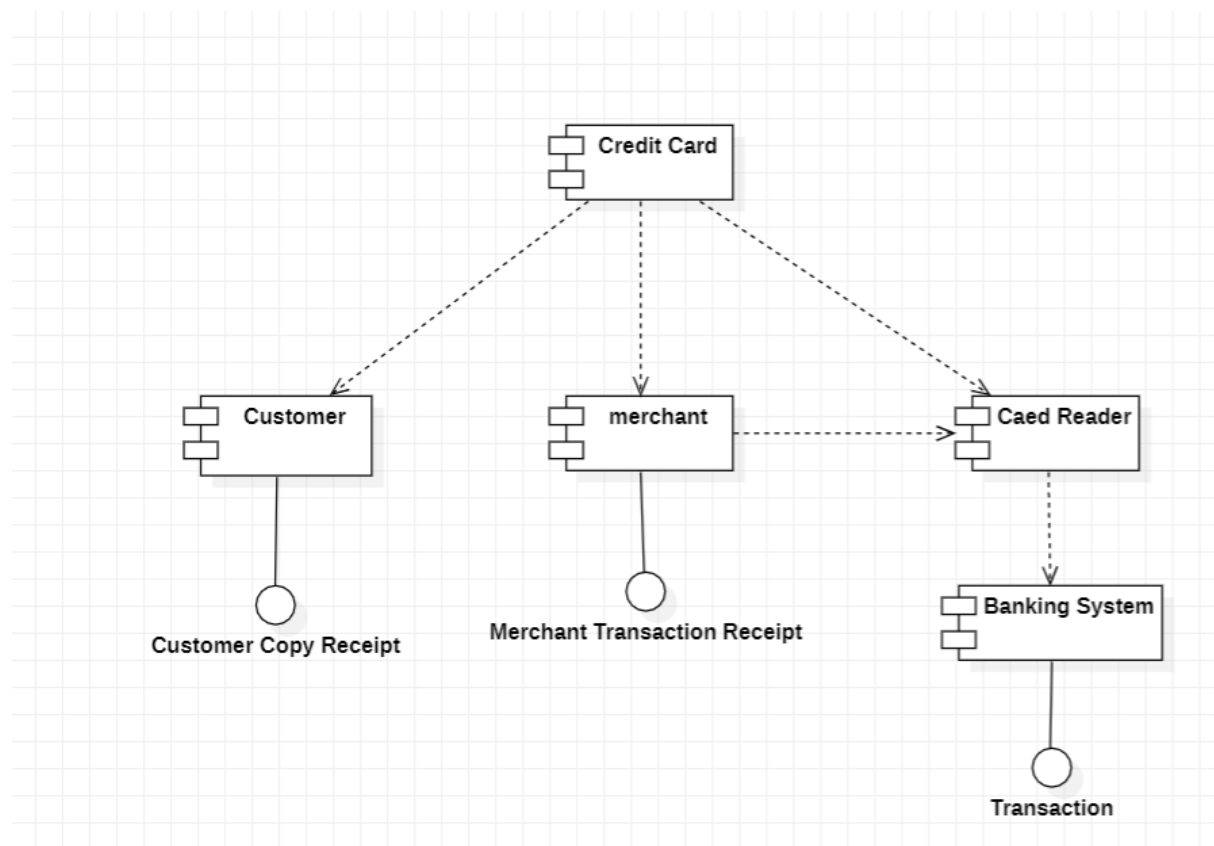 Credit Card
Customer
merchant
Caed Reader
Banking System
Customer Copy Receipt
Merchant Transaction Receipt
Transaction